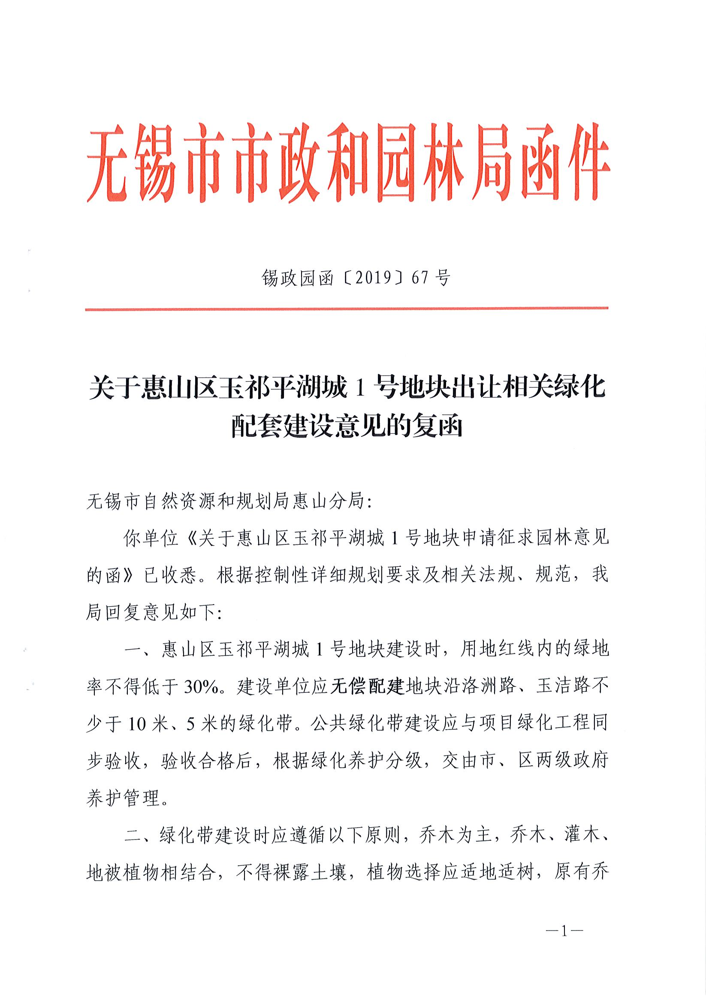 无锡市市政和园林局函件
锡政园函〔2019〕67 号
关于惠山区玉祁平湖城 1 号地块出让相关绿化
配套建设意见的复函
无锡市自然资源和规划局惠山分局：
你单位《关于惠山区玉祁平湖城 1 号地块申请征求园林意见
的函》已收悉。根据控制性详细规划要求及相关法规、规范，我
局回复意见如下：
一、惠山区玉祁平湖城 1 号地块建设时，用地红线内的绿地
率不得低于 30%。建设单位应无偿配建地块沿洛洲路、玉洁路不
少于 10 米、5 米的绿化带。公共绿化带建设应与项目绿化工程同
步验收，验收合格后，根据绿化养护分级，交由市、区两级政府
养护管理。
二、绿化带建设时应遵循以下原则，乔木为主，乔木、灌木、
地被植物相结合，不得裸露土壤，植物选择应适地适树，原有乔
—1—